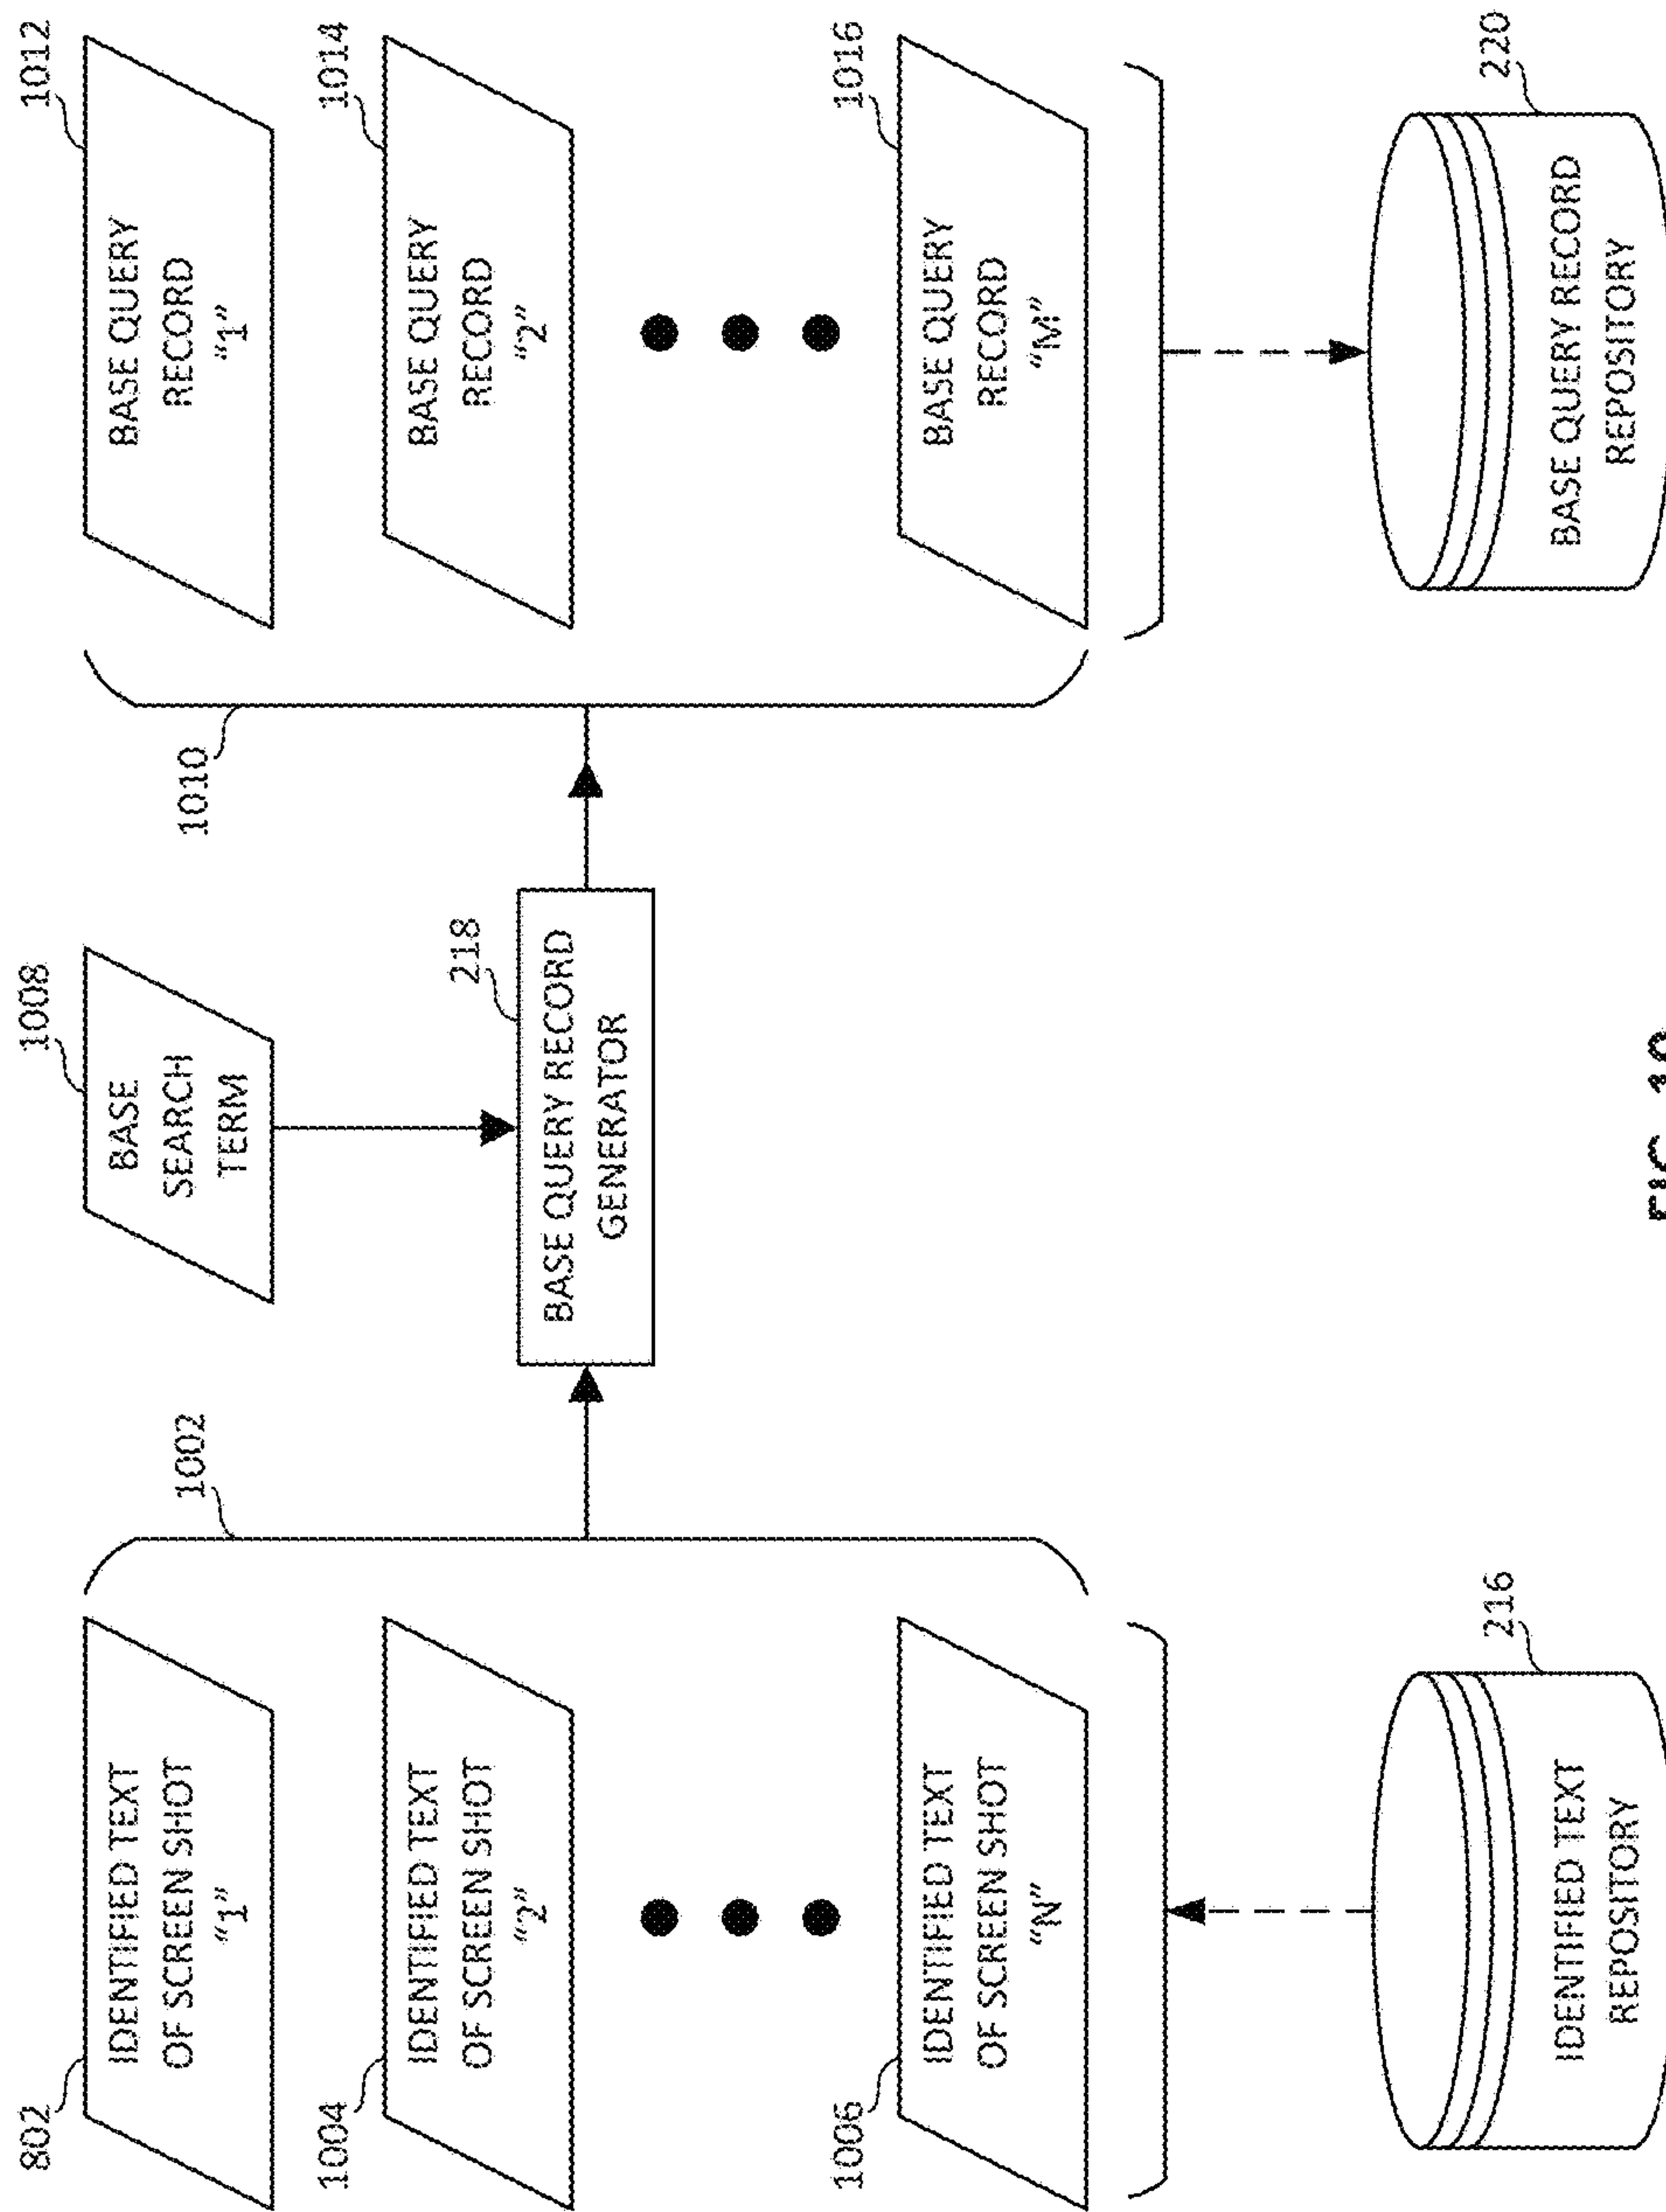 802
IDENTIFIED TEXT
OF SCREEN SHOT
“1”
1004
IDENTIFIED TEXT
OF SCREEN SHOT
“2”
1006
IDENTIFIED TEXT
OF SCREEN SHOT
“N”
1002
216
IDENTIFIED TEXT
REPOSITORY
1008
BASE
SEARCH
TERM
218
BASE QUERY RECORD
GENERATOR
1010
1012
BASE QUERY
RECORD
“1”
1014
BASE QUERY
RECORD
“2”
1016
BASE QUERY
RECORD
“M”
220
BASE QUERY RECORD
REPOSITORY